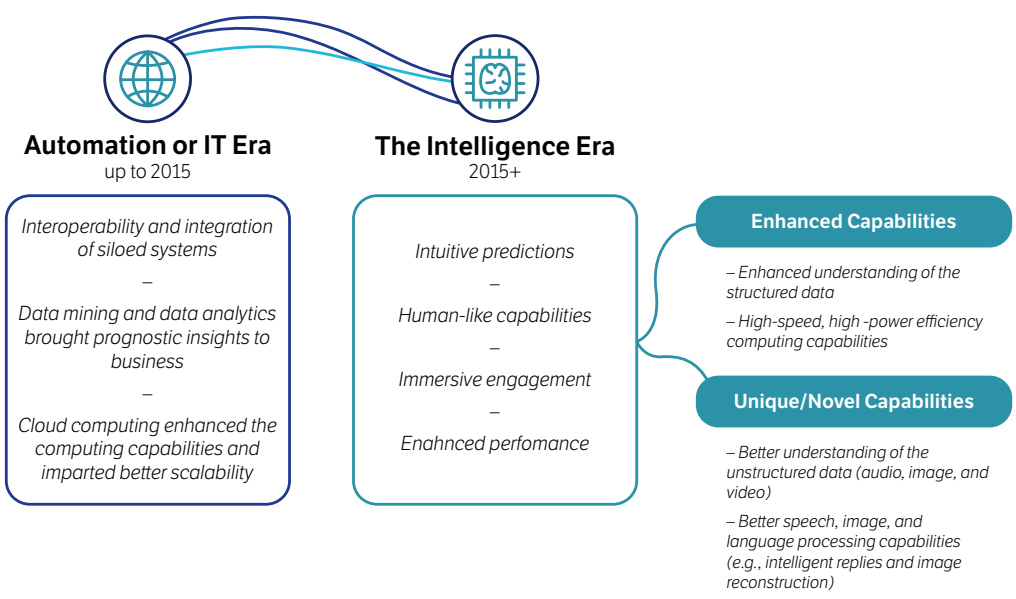 Automation or IT Era
up to 2015
Interoperability and integration
of siloed systems
–
Data mining and data analytics
brought prognostic insights to
business
–
Cloud computing enhanced the
computing capabilities and
imparted better scalability
The Intelligence Era
2015+
Intuitive predictions
–
Human-like capabilities
–
Immersive engagement
–
Enahnced perfomance
Enhanced Capabilities
– Enhanced understanding of the
structured data
– High-speed, high -power efficiency
computing capabilities
Unique/Novel Capabilities
– Better understanding of the
unstructured data (audio, image, and
video)
– Better speech, image, and
language processing capabilities
(e.g., intelligent replies and image
reconstruction)